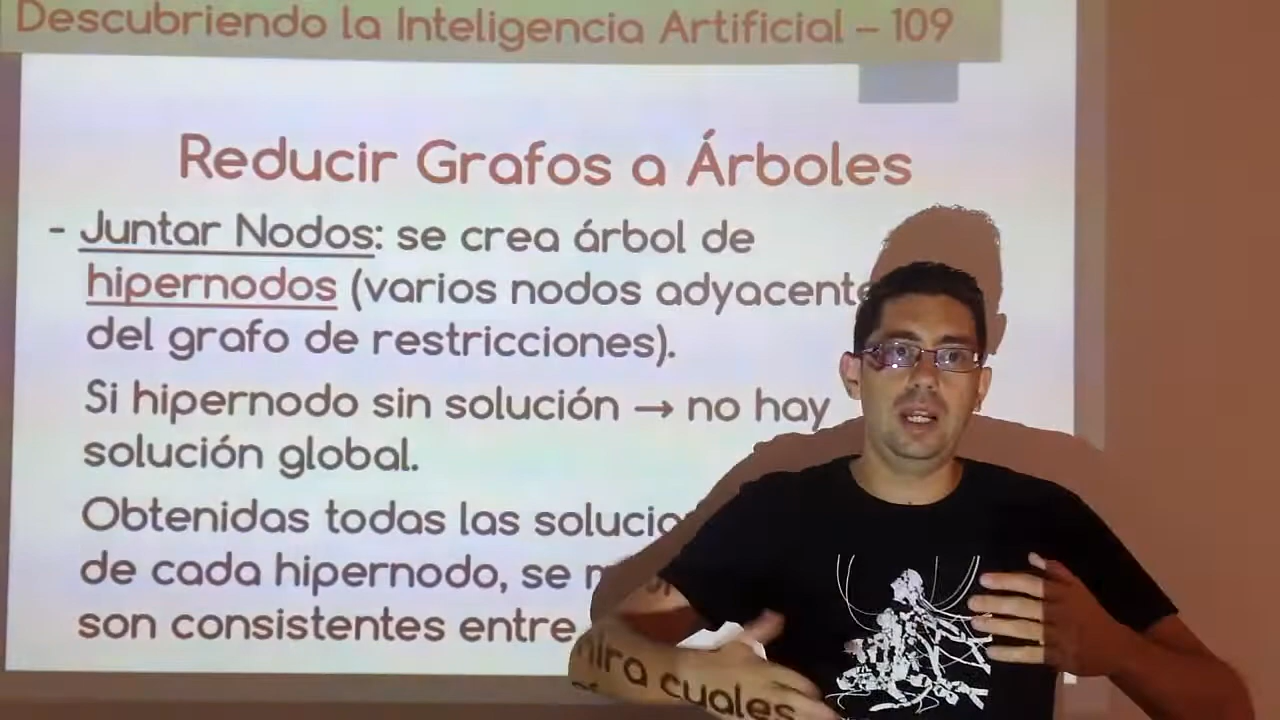 Descubriendo la Inteligencia Artificial – 109
Reducir Grafos a Árboles
- Juntar Nodos: se crea árbol de
hipernodos (varios nodos adyacente
del grafo de restricciones).
Si hipernodo sin solución → no hay
solución global.
Obtenidas todas las solucio
de cada hipernodo, se mira cuales
son consistentes entre